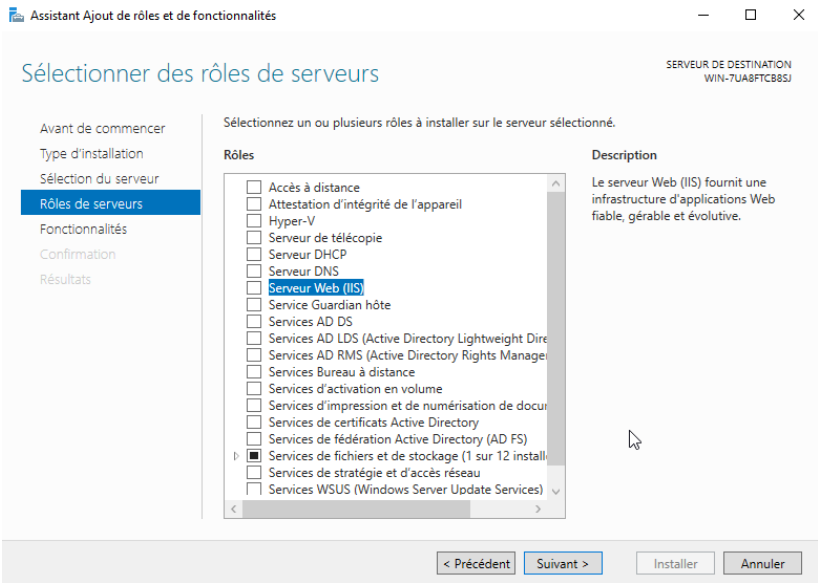 Assistant Ajout de rôles et de fonctionnalités
Sélectionner des rôles de serveurs
SERVEUR DE DESTINATION
WIN-7UA8FTCB8SJ
Avant de commencer
Type d'installation
Sélection du serveur
Rôles de serveurs
Fonctionnalités
Confirmation
Résultats
Sélectionnez un ou plusieurs rôles à installer sur le serveur sélectionné.
Rôles
Accès à distance
Attestation d'intégrité de l'appareil
Hyper-V
Serveur de télécopie
Serveur DHCP
Serveur DNS
Serveur Web (IIS)
Service Guardian hôte
Services AD DS
Services AD LDS (Active Directory Lightweight Dire
Services AD RMS (Active Directory Rights Manage
Services Bureau à distance
Services d'activation en volume
Services d'impression et de numérisation de docu
Services de certificats Active Directory
Services de fédération Active Directory (AD FS)
Services de fichiers et de stockage (1 sur 12 install
Services de stratégie et d'accès réseau
Services WSUS (Windows Server Update Services)
Description
Le serveur Web (IIS) fournit une
infrastructure d'applications Web
fiable, gérable et évolutive.
< Précédent
Suivant >
Installer
Annuler